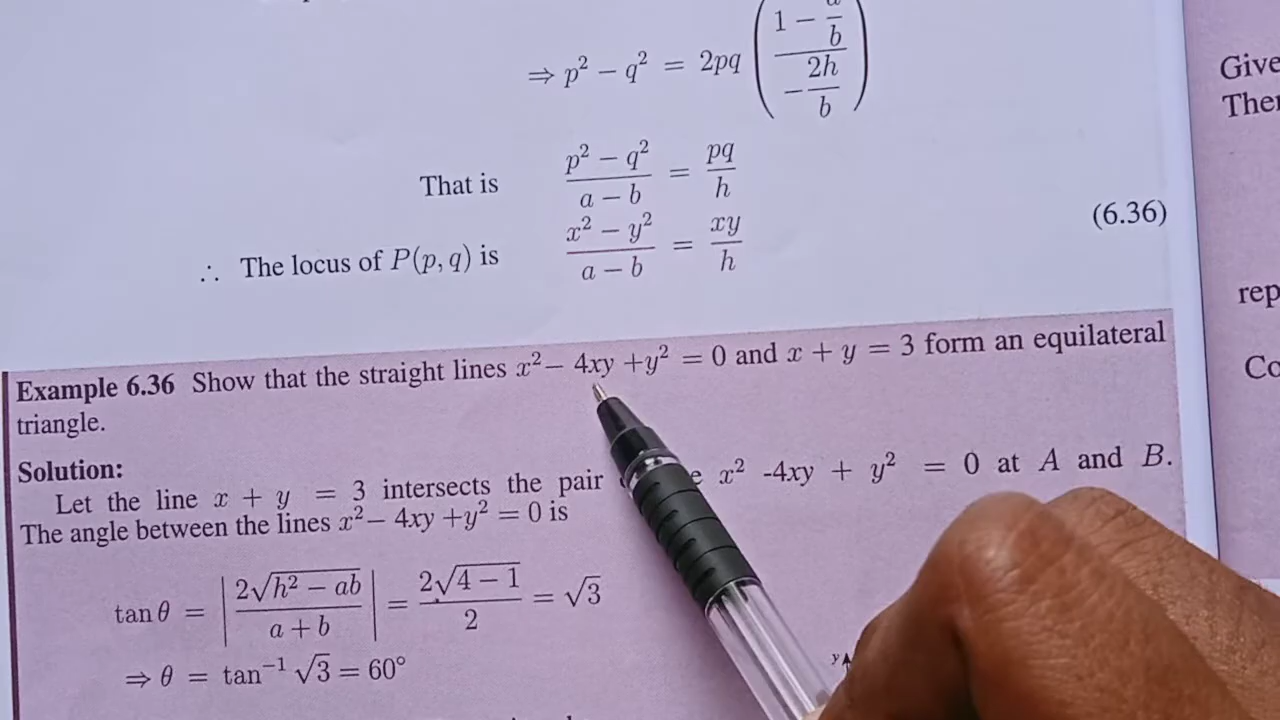 ⇒ p² − q² = 2pq ( (1 − a/b) / (−2h/b) )
That is (p² − q²)/(a − b) = pq/h
(6.36)
∴ The locus of P(p, q) is (x² − y²)/(a − b) = xy/h
Example 6.36 Show that the straight lines x² − 4xy + y² = 0 and x + y = 3 form an equilateral
triangle.
Solution:
Let the line x + y = 3 intersects the pair x² -4xy + y² = 0 at A and B.
The angle between the lines x² − 4xy + y² = 0 is
tan θ = | 2√(h² − ab) / (a + b) | = 2√(4 − 1) / 2 = √3
⇒ θ = tan⁻¹ √3 = 60°
y
Give
rep